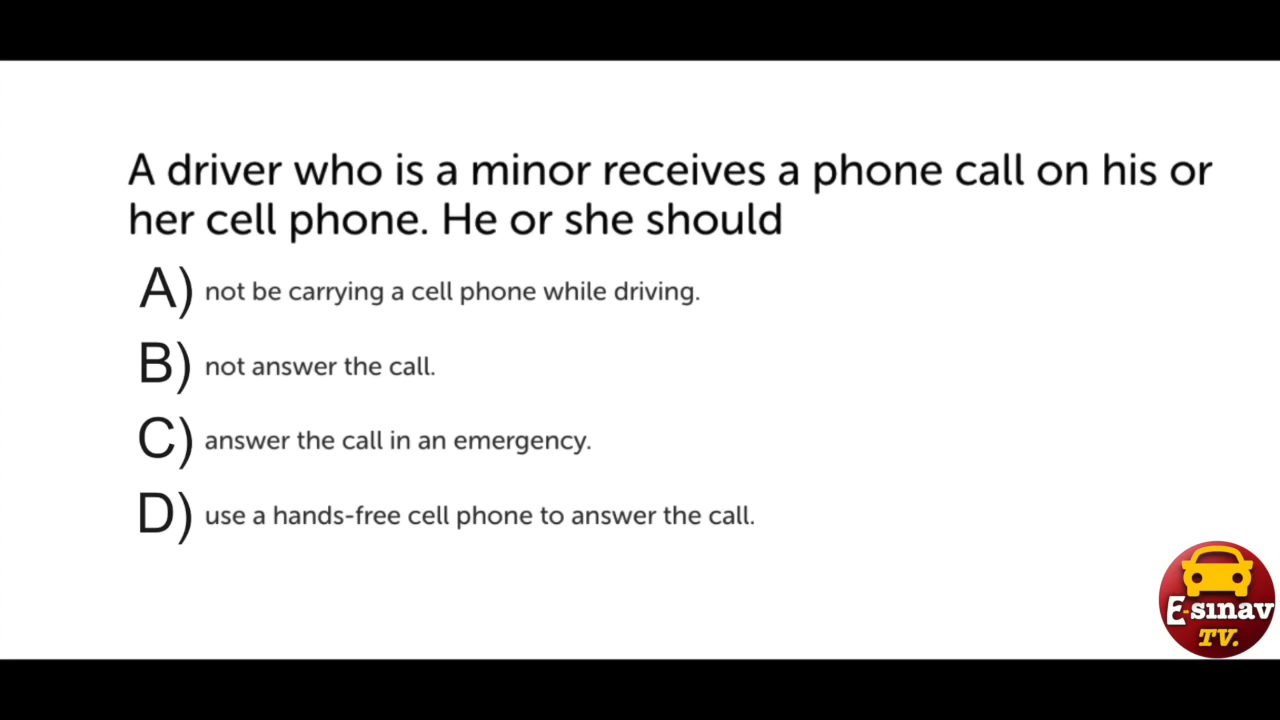 A driver who is a minor receives a phone call on his or
her cell phone. He or she should
A) not be carrying a cell phone while driving.
B) not answer the call.
C) answer the call in an emergency.
D) use a hands-free cell phone to answer the call.
E-sınav
TV.